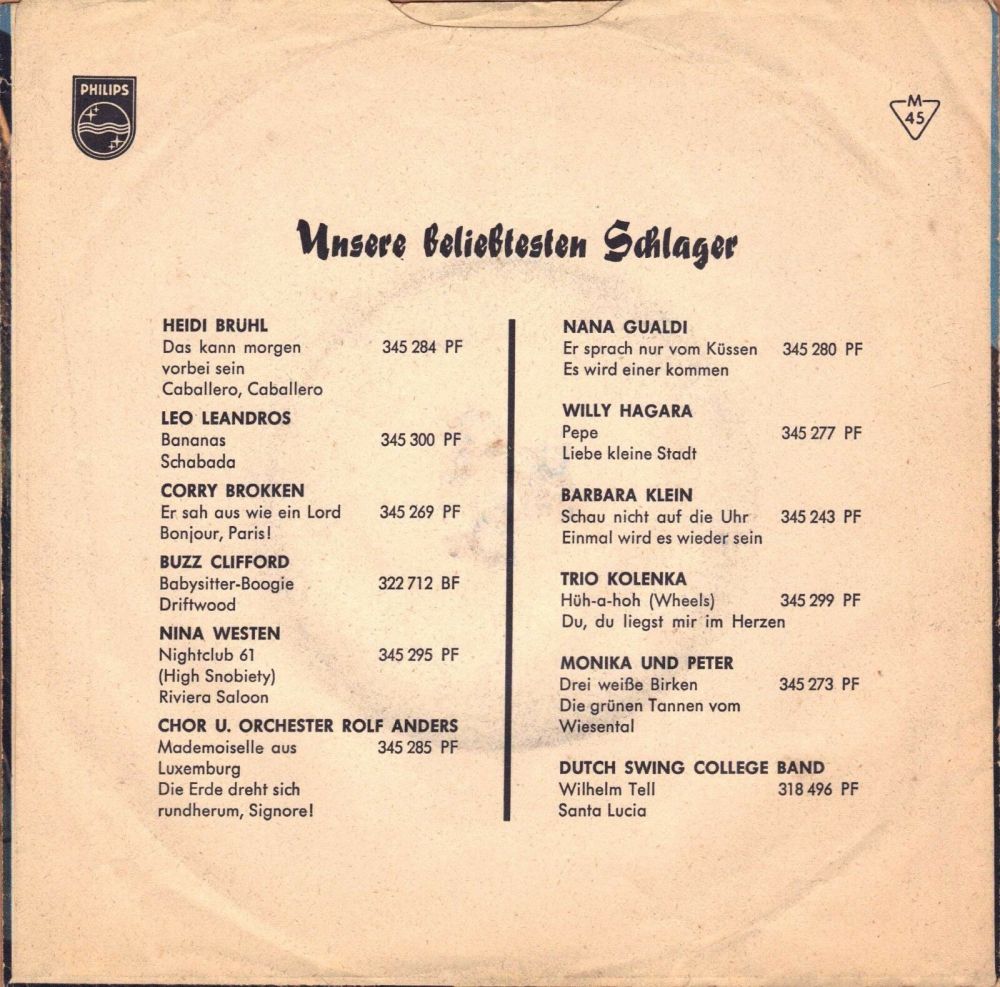 PHILIPS
M
45
Unsere beliebtesten Schlager
HEIDI BRUHL
Das kann morgen 345 284 PF
vorbei sein
Caballero, Caballero
LEO LEANDROS
Bananas 345 300 PF
Schabada
CORRY BROKKEN
Er sah aus wie ein Lord 345 269 PF
Bonjour, Paris!
BUZZ CLIFFORD
Babysitter-Boogie 322 712 BF
Driftwood
NINA WESTEN
Nightclub 61 345 295 PF
(High Snobiety)
Riviera Saloon
CHOR U. ORCHESTER ROLF ANDERS
Mademoiselle aus 345 285 PF
Luxemburg
Die Erde dreht sich
rundherum, Signore!
NANA GUALDI
Er sprach nur vom Küssen 345 280 PF
Es wird einer kommen
WILLY HAGARA
Pepe 345 277 PF
Liebe kleine Stadt
BARBARA KLEIN
Schau nicht auf die Uhr 345 243 PF
Einmal wird es wieder sein
TRIO KOLENKA
Hüh-a-hoh (Wheels) 345 299 PF
Du, du liegst mir im Herzen
MONIKA UND PETER
Drei weiße Birken 345 273 PF
Die grünen Tannen vom
Wiesental
DUTCH SWING COLLEGE BAND
Wilhelm Tell 318 496 PF
Santa Lucia